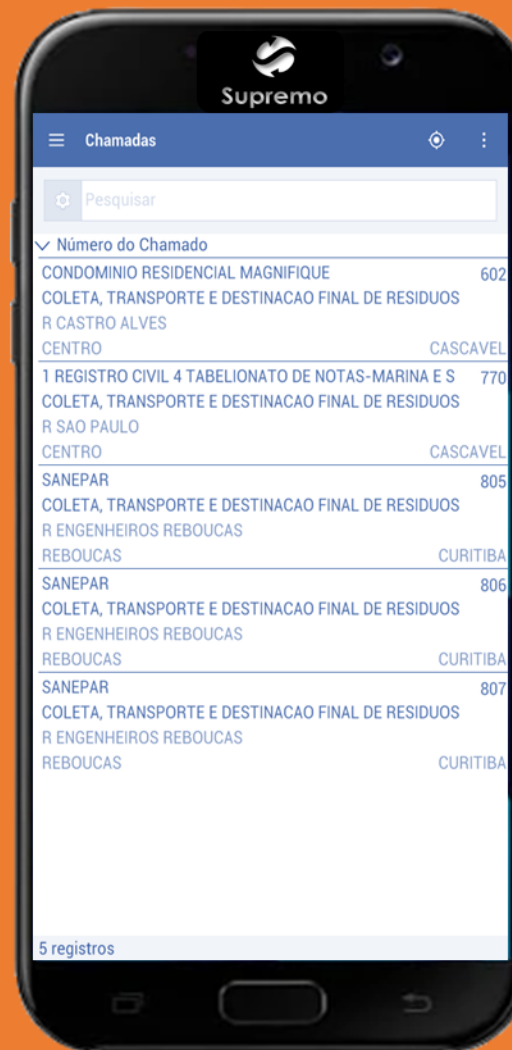 Supremo
Chamadas
Pesquisar
Número do Chamado
CONDOMINIO RESIDENCIAL MAGNIFIQUE 602
COLETA, TRANSPORTE E DESTINACAO FINAL DE RESIDUOS
R CASTRO ALVES
CENTRO CASCAVEL
1 REGISTRO CIVIL 4 TABELIONATO DE NOTAS-MARINA E S 770
COLETA, TRANSPORTE E DESTINACAO FINAL DE RESIDUOS
R SAO PAULO
CENTRO CASCAVEL
SANEPAR 805
COLETA, TRANSPORTE E DESTINACAO FINAL DE RESIDUOS
R ENGENHEIROS REBOUCAS
REBOUCAS CURITIBA
SANEPAR 806
COLETA, TRANSPORTE E DESTINACAO FINAL DE RESIDUOS
R ENGENHEIROS REBOUCAS
REBOUCAS CURITIBA
SANEPAR 807
COLETA, TRANSPORTE E DESTINACAO FINAL DE RESIDUOS
R ENGENHEIROS REBOUCAS
REBOUCAS CURITIBA
5 registros